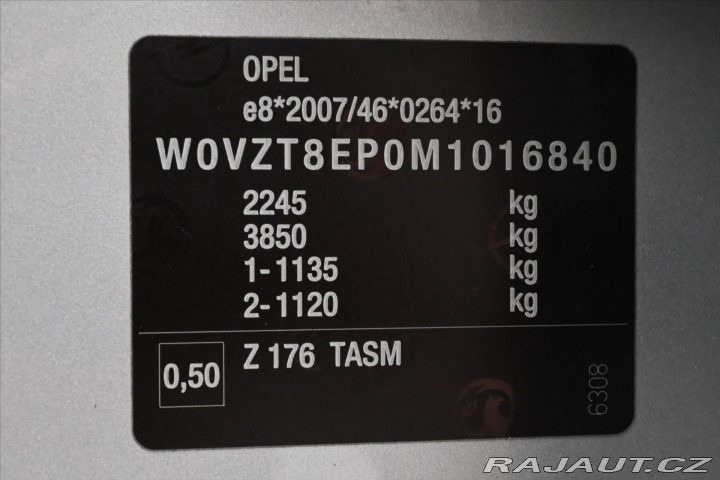 OPEL
e8*2007/46*0264*16
W0VZT8EP0M1016840
2245 kg
3850 kg
1-1135 kg
2-1120 kg
0,50 Z 176 TASM
6308
RAJAUT.CZ